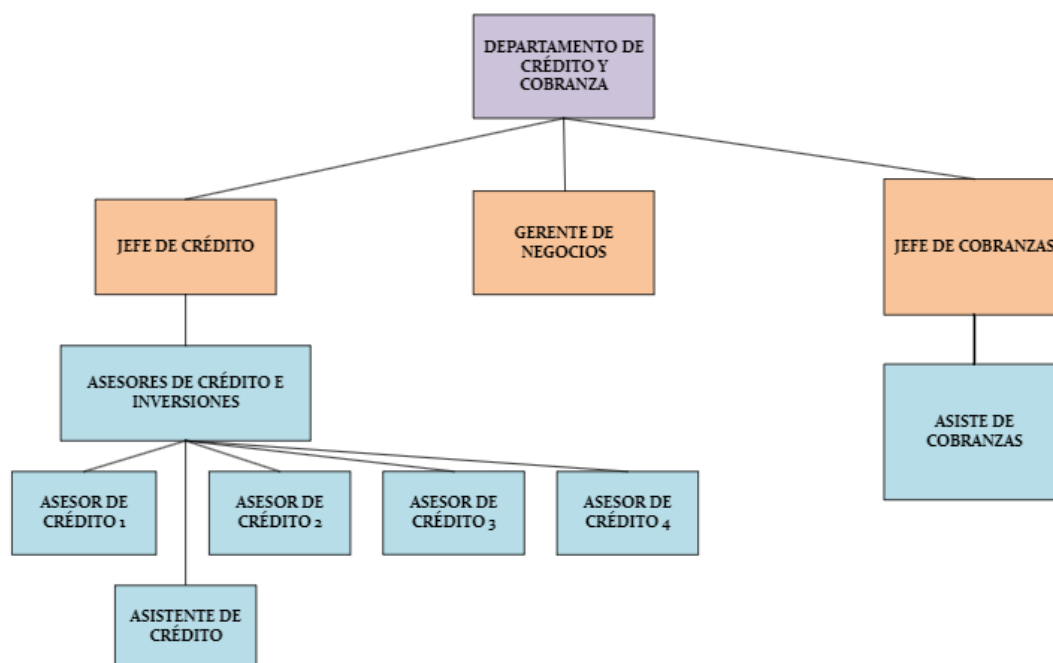 DEPARTAMENTO DE
CRÉDITO Y
COBRANZA
JEFE DE CRÉDITO
GERENTE DE
NEGOCIOS
JEFE DE COBRANZAS
ASESORES DE CRÉDITO E
INVERSIONES
ASISTE DE
COBRANZAS
ASESOR DE
CRÉDITO 1
ASESOR DE
CRÉDITO 2
ASESOR DE
CRÉDITO 3
ASESOR DE
CRÉDITO 4
ASISTENTE DE
CRÉDITO